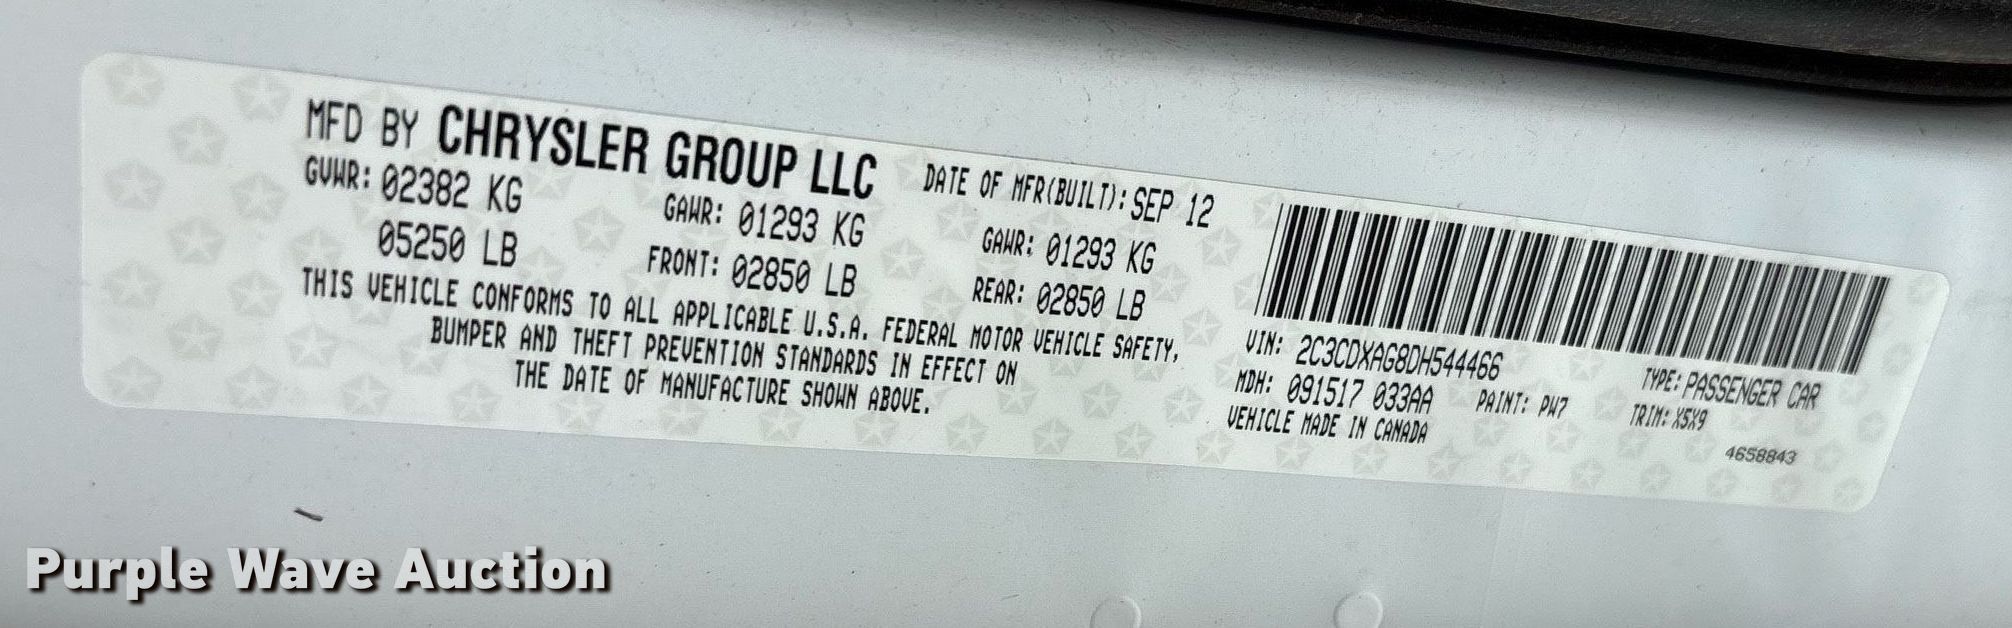 MFD BY CHRYSLER GROUP LLC DATE OF MFR(BUILT): SEP 12
GVWR: 02382 KG GAWR: 01293 KG GAWR: 01293 KG
05250 LB FRONT: 02850 LB REAR: 02850 LB
THIS VEHICLE CONFORMS TO ALL APPLICABLE U.S.A. FEDERAL MOTOR VEHICLE SAFETY,
BUMPER AND THEFT PREVENTION STANDARDS IN EFFECT ON
THE DATE OF MANUFACTURE SHOWN ABOVE.
VIN: 2C3CDXAG8DH544466 TYPE: PASSENGER CAR
MDH: 091517 033AA PAINT: PW7 TRIM: X5X9
VEHICLE MADE IN CANADA
4658843
Purple Wave Auction